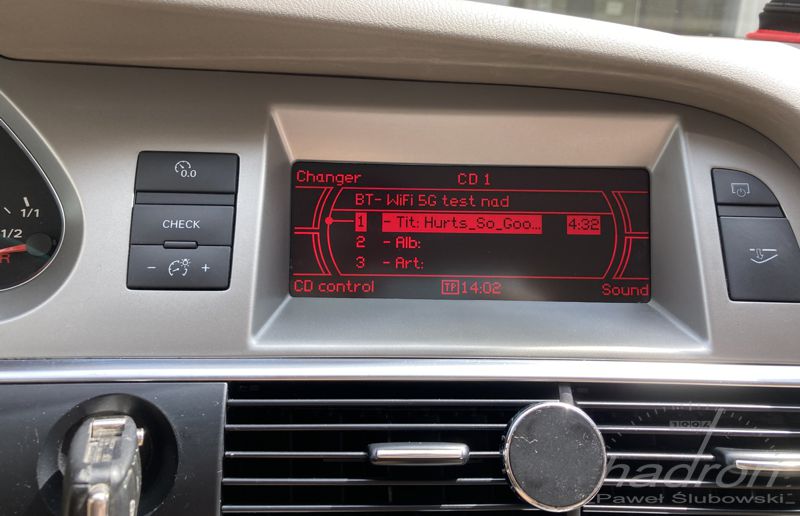 0.0
CHECK
- +
1/1
1/2
R
Changer CD 1
BT- WiFi 5G test nad
1 - Tit: Hurts_So_Goo... 4:32
2 - Alb:
3 - Art:
CD control TP 14:02 Sound
hadron
Paweł Ślubowski